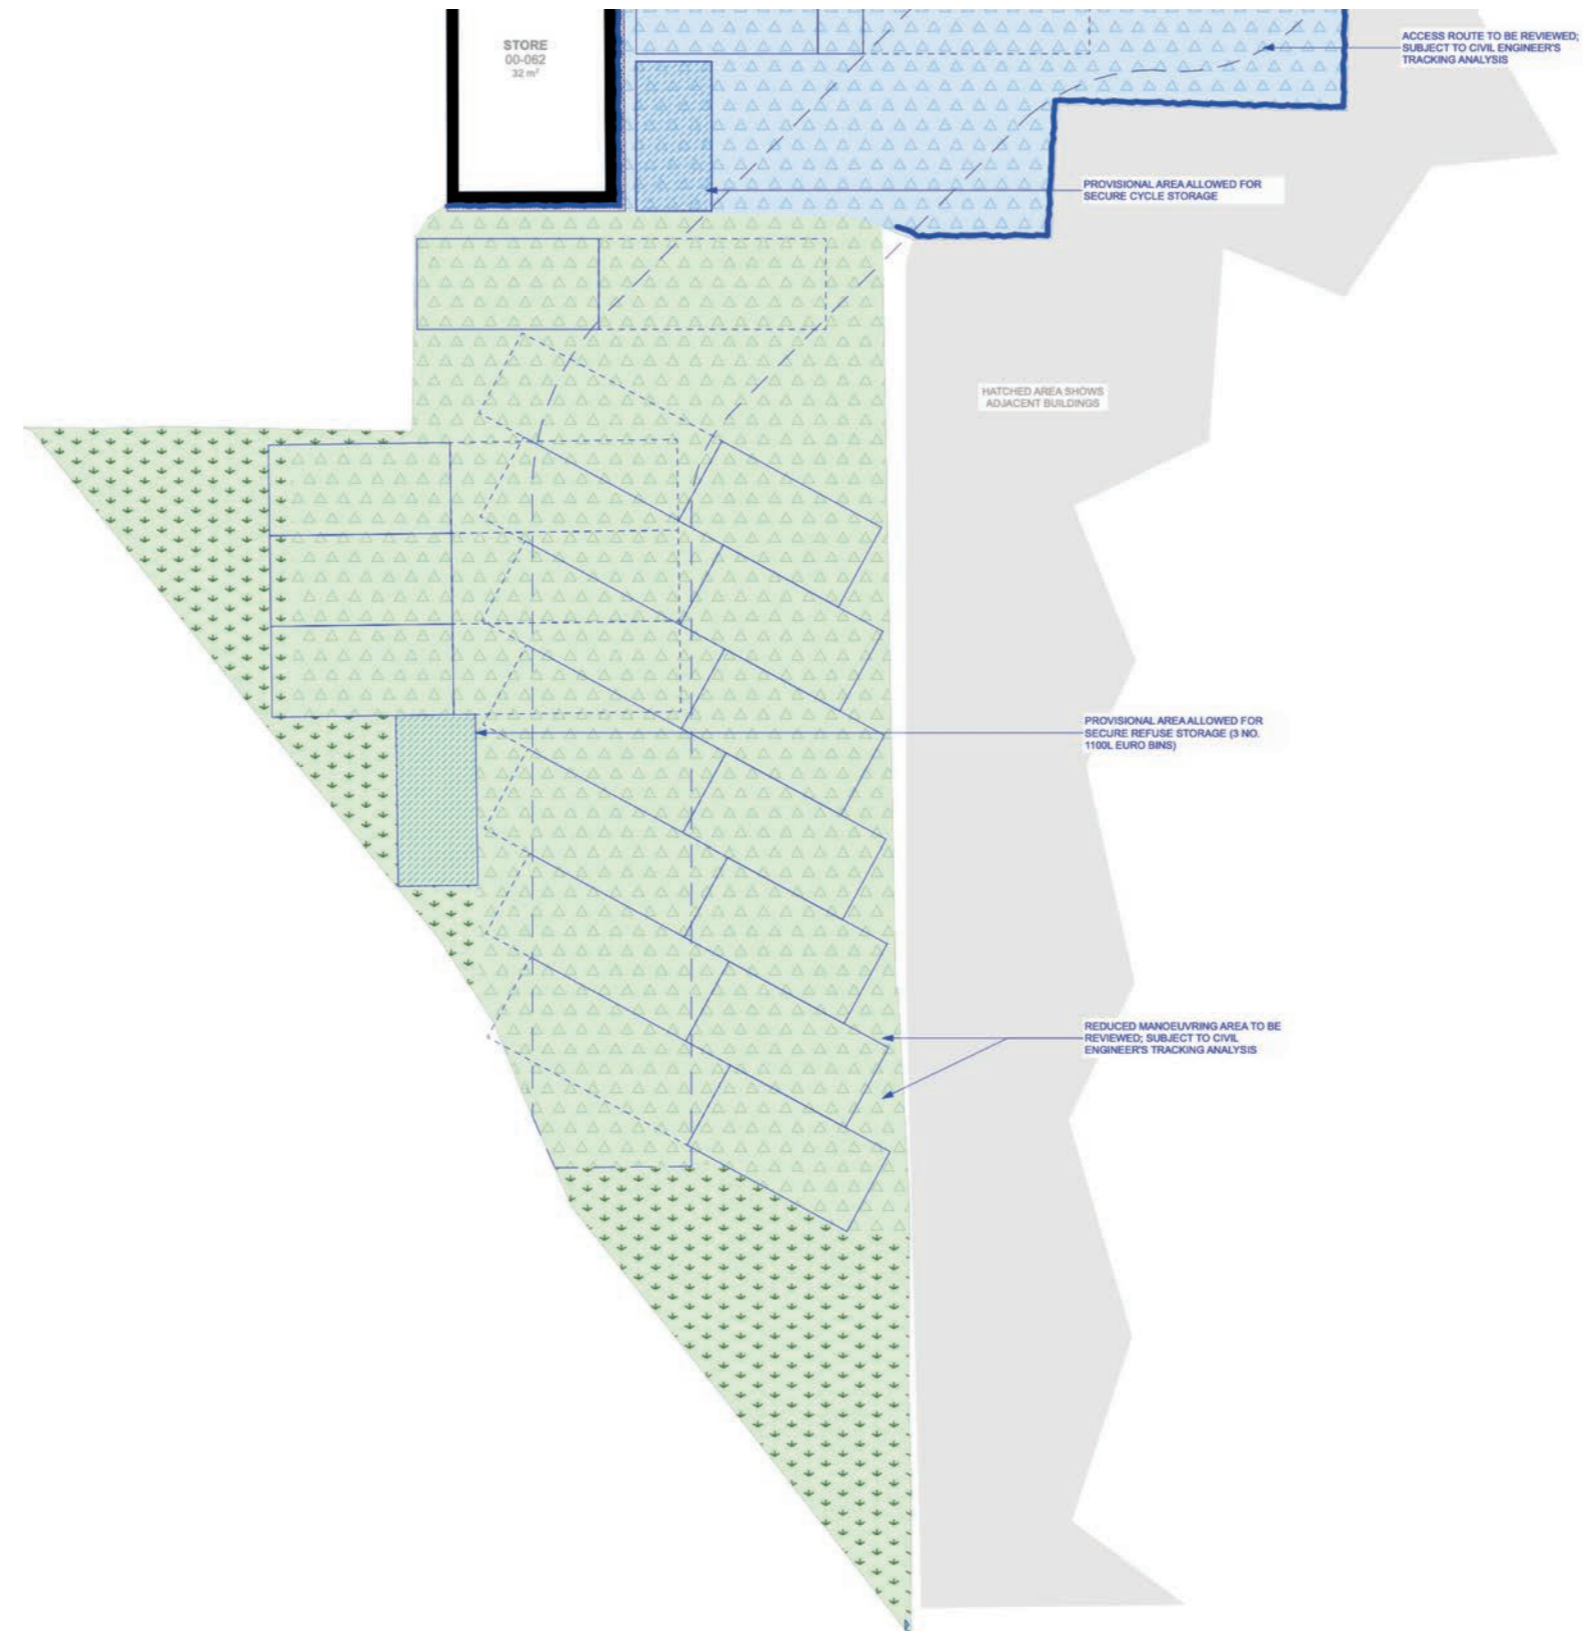 STORE
00-062
32 m²
ACCESS ROUTE TO BE REVIEWED;
SUBJECT TO CIVIL ENGINEER'S
TRACKING ANALYSIS
PROVISIONAL AREA ALLOWED FOR
SECURE CYCLE STORAGE
HATCHED AREA SHOWS
ADJACENT BUILDINGS
PROVISIONAL AREA ALLOWED FOR
SECURE REFUSE STORAGE (3 NO.
1100L EURO BINS)
REDUCED MANOEUVRING AREA TO BE
REVIEWED; SUBJECT TO CIVIL
ENGINEER'S TRACKING ANALYSIS